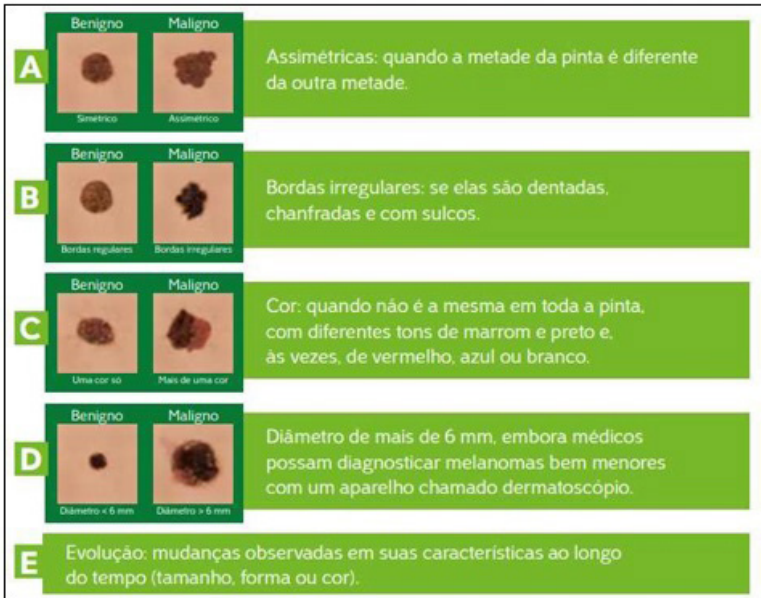 Benigno Maligno
A
Simétrico Assimétrico
Assimétricas: quando a metade da pinta é diferente
da outra metade.
Benigno Maligno
B
Bordas regulares Bordas irregulares
Bordas irregulares: se elas são dentadas,
chanfradas e com sulcos.
Benigno Maligno
C
Uma cor só Mais de uma cor
Cor: quando não é a mesma em toda a pinta,
com diferentes tons de marrom e preto e,
às vezes, de vermelho, azul ou branco.
Benigno Maligno
D
Diâmetro < 6 mm Diâmetro > 6 mm
Diâmetro de mais de 6 mm, embora médicos
possam diagnosticar melanomas bem menores
com um aparelho chamado dermatoscópio.
E
Evolução: mudanças observadas em suas características ao longo
do tempo (tamanho, forma ou cor).